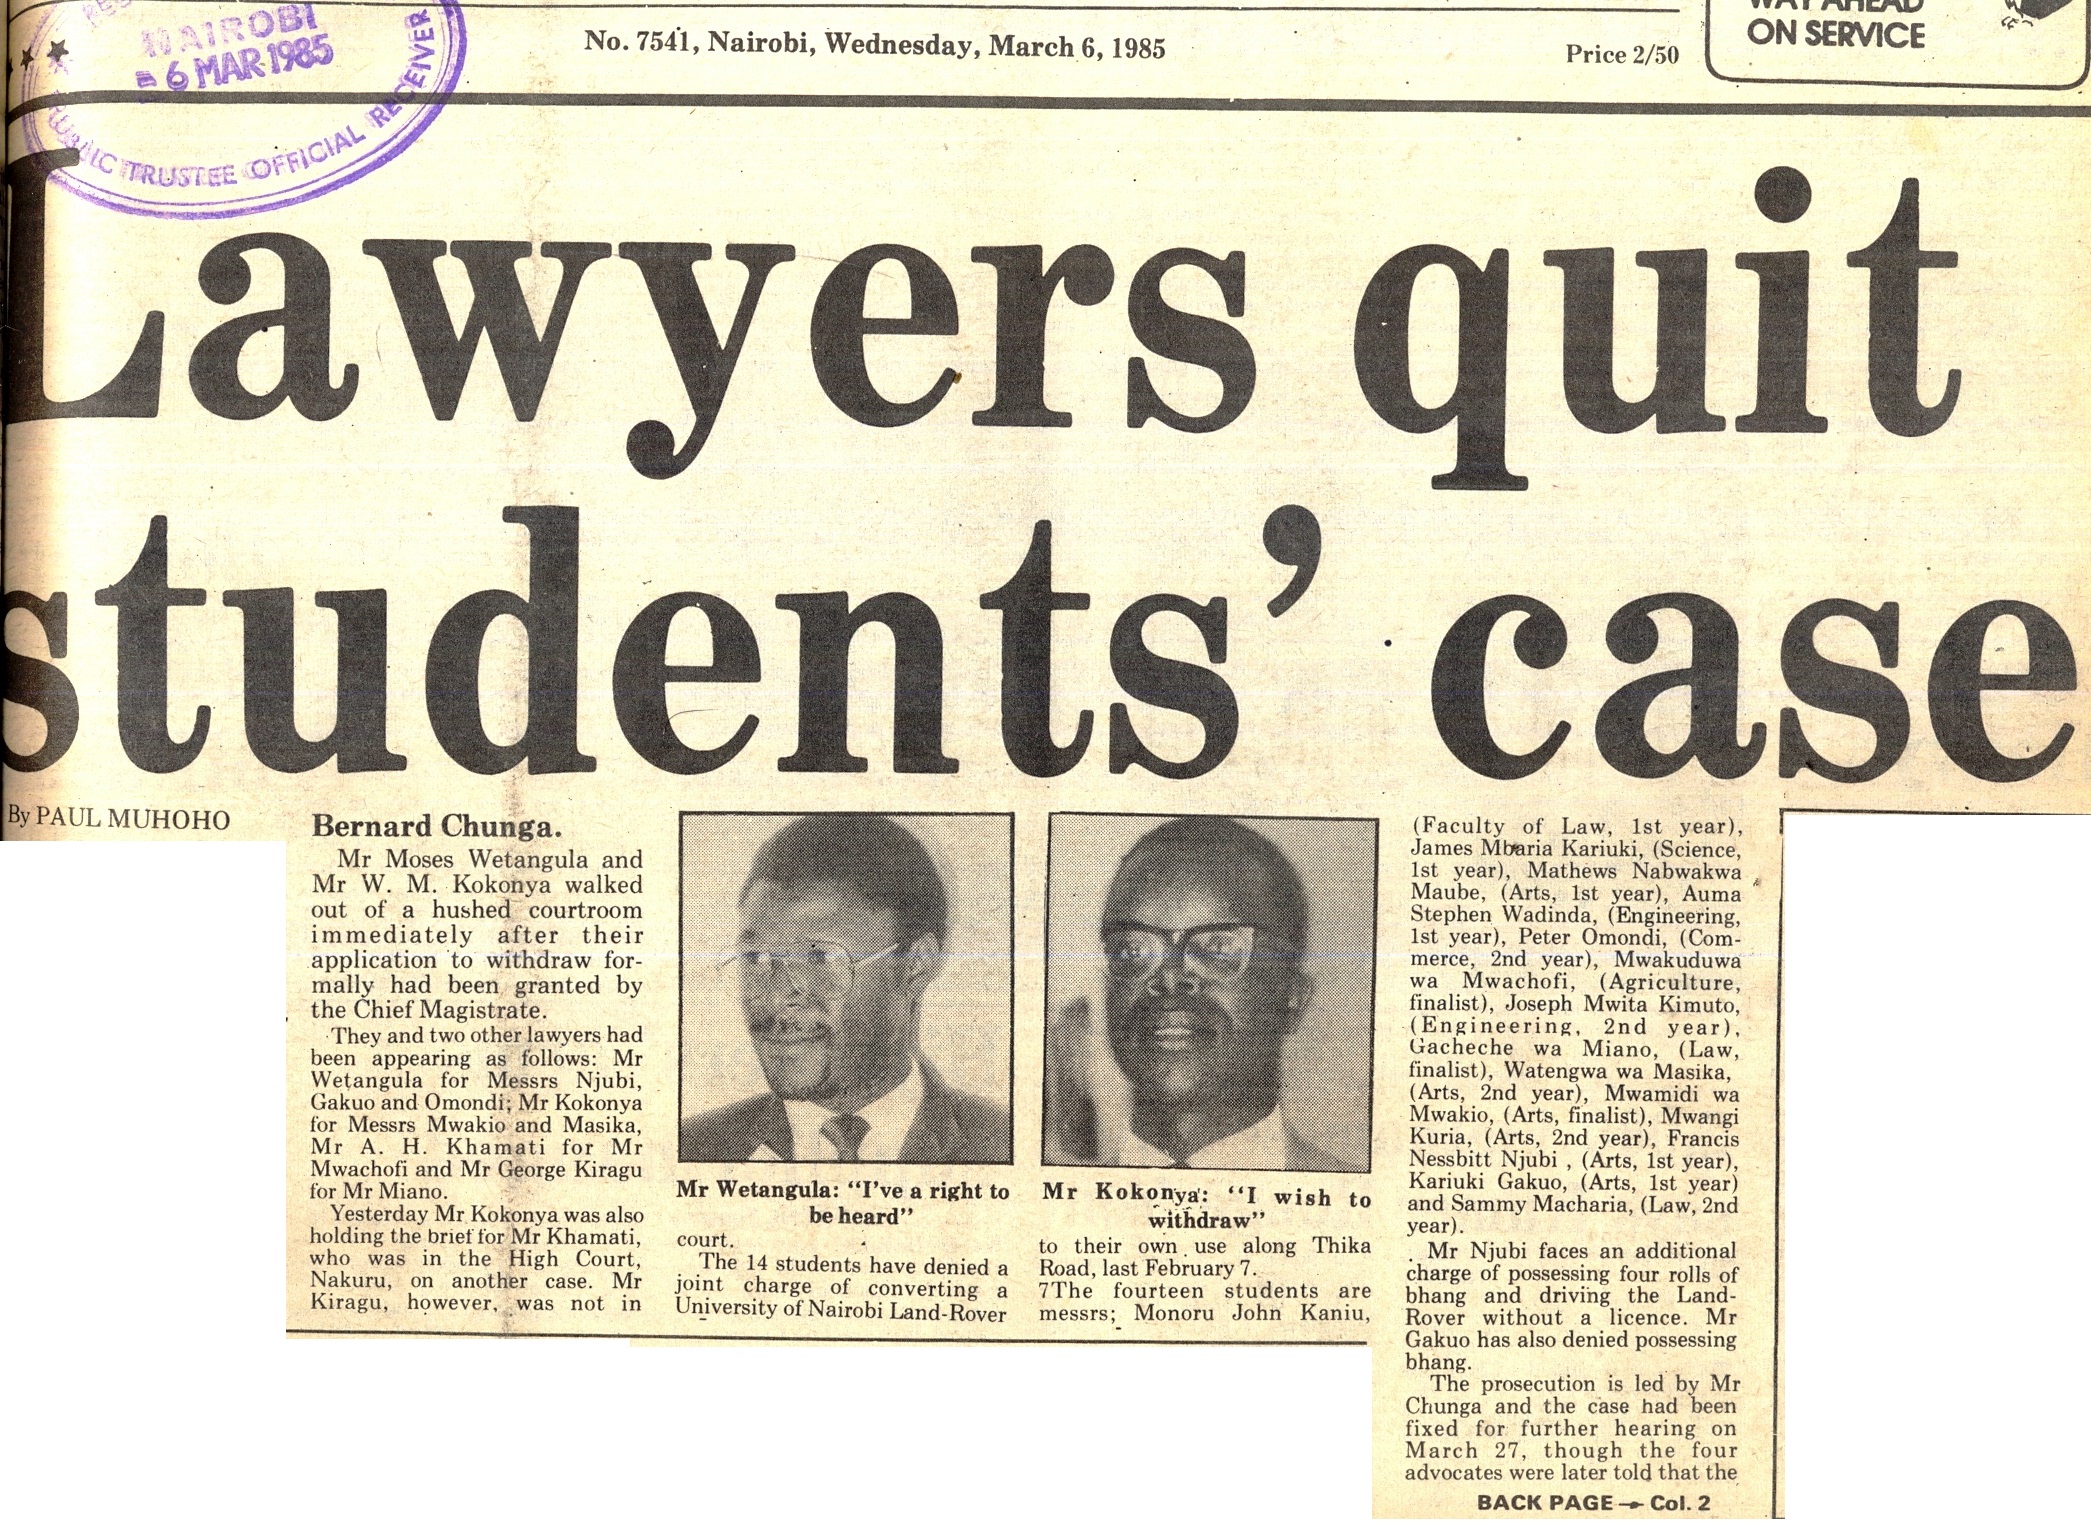 NAIROBI
6 MAR 1985
PUBLIC TRUSTEE OFFICIAL RECEIVER
No. 7541, Nairobi, Wednesday, March 6, 1985
Price 2/50
WAY AHEAD
ON SERVICE
Lawyers quit
students’ case
By PAUL MUHOHO
Bernard Chunga.
Mr Moses Wetangula and
Mr W. M. Kokonya walked
out of a hushed courtroom
immediately after their
application to withdraw for-
mally had been granted by
the Chief Magistrate.
They and two other lawyers had
been appearing as follows: Mr
Wetangula for Messrs Njubi,
Gakuo and Omondi; Mr Kokonya
for Messrs Mwakio and Masika,
Mr A. H. Khamati for Mr
Mwachofi and Mr George Kiragu
for Mr Miano.
Yesterday Mr Kokonya was also
holding the brief for Mr Khamati,
who was in the High Court,
Nakuru, on another case. Mr
Kiragu, however, was not in
Mr Wetangula: “I’ve a right to
be heard”
court.
The 14 students have denied a
joint charge of converting a
University of Nairobi Land-Rover
Mr Kokonya: “I wish to
withdraw”
to their own use along Thika
Road, last February 7.
7The fourteen students are
messrs; Monoru John Kaniu,
(Faculty of Law, 1st year),
James Mbaria Kariuki, (Science,
1st year), Mathews Nabwakwa
Maube, (Arts, 1st year), Auma
Stephen Wadinda, (Engineering,
1st year), Peter Omondi, (Com-
merce, 2nd year), Mwakuduwa
wa Mwachofi, (Agriculture,
finalist), Joseph Mwita Kimuto,
(Engineering, 2nd year),
Gacheche wa Miano, (Law,
finalist), Watengwa wa Masika,
(Arts, 2nd year), Mwamidi wa
Mwakio, (Arts, finalist), Mwangi
Kuria, (Arts, 2nd year), Francis
Nessbitt Njubi , (Arts, 1st year),
Kariuki Gakuo, (Arts, 1st year)
and Sammy Macharia, (Law, 2nd
year).
Mr Njubi faces an additional
charge of possessing four rolls of
bhang and driving the Land-
Rover without a licence. Mr
Gakuo has also denied possessing
bhang.
The prosecution is led by Mr
Chunga and the case had been
fixed for further hearing on
March 27, though the four
advocates were later told that the
BACK PAGE → Col. 2